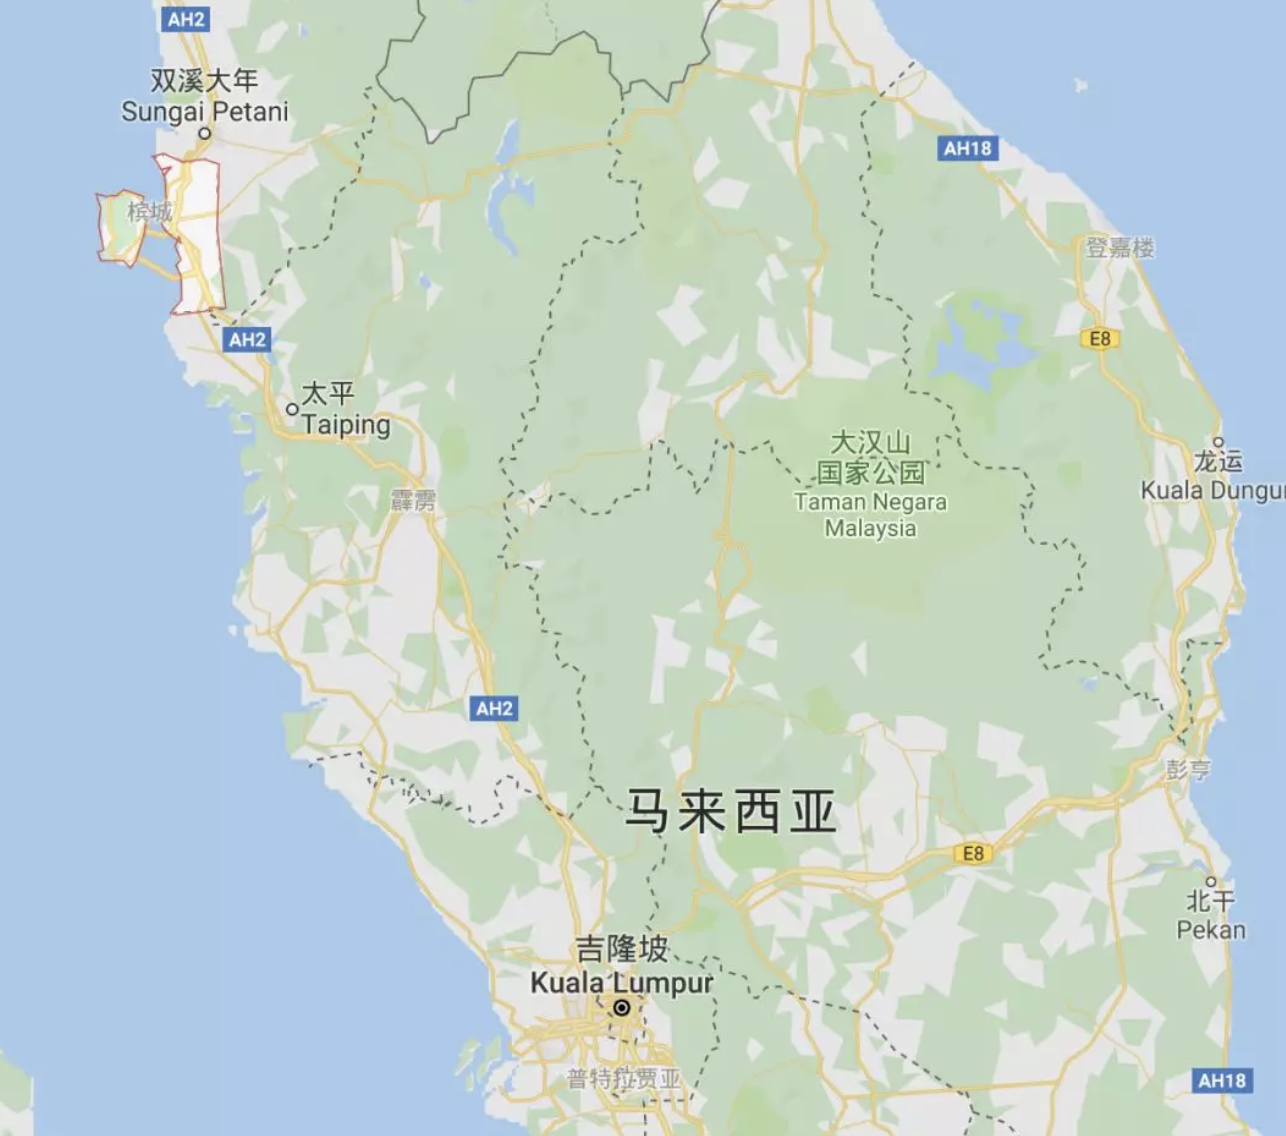 AH2
双溪大年
Sungai Petani
AH18
槟城
登嘉楼
AH2
E8
太平
Taiping
大汉山
国家公园
Taman Negara
Malaysia
龙运
Kuala Dungu
霹雳
AH2
彭亨
马来西亚
E8
北干
Pekan
吉隆坡
Kuala Lumpur
普特拉贾亚
AH18